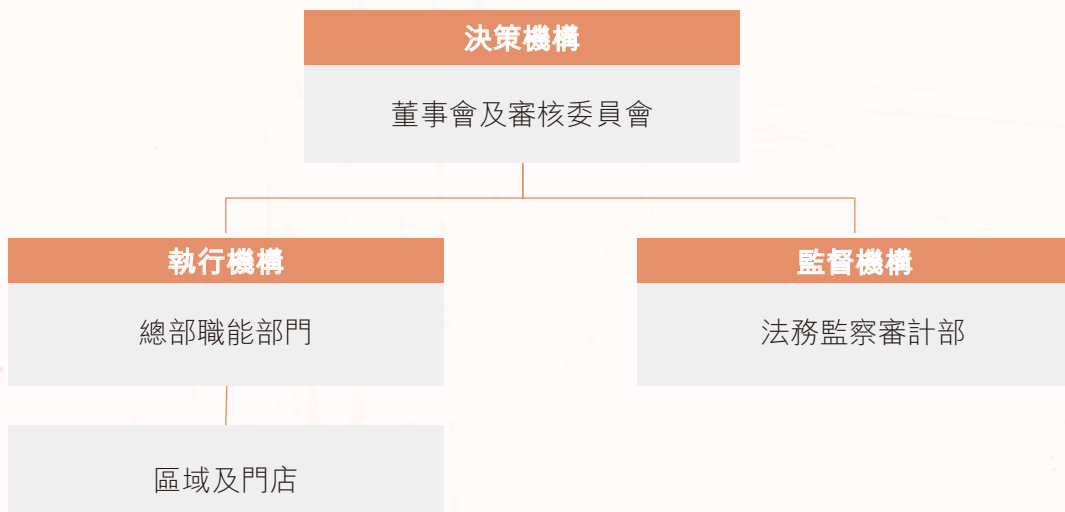 決策機構
董事會及審核委員會
執行機構
監督機構
總部職能部門
法務監察審計部
區域及門店